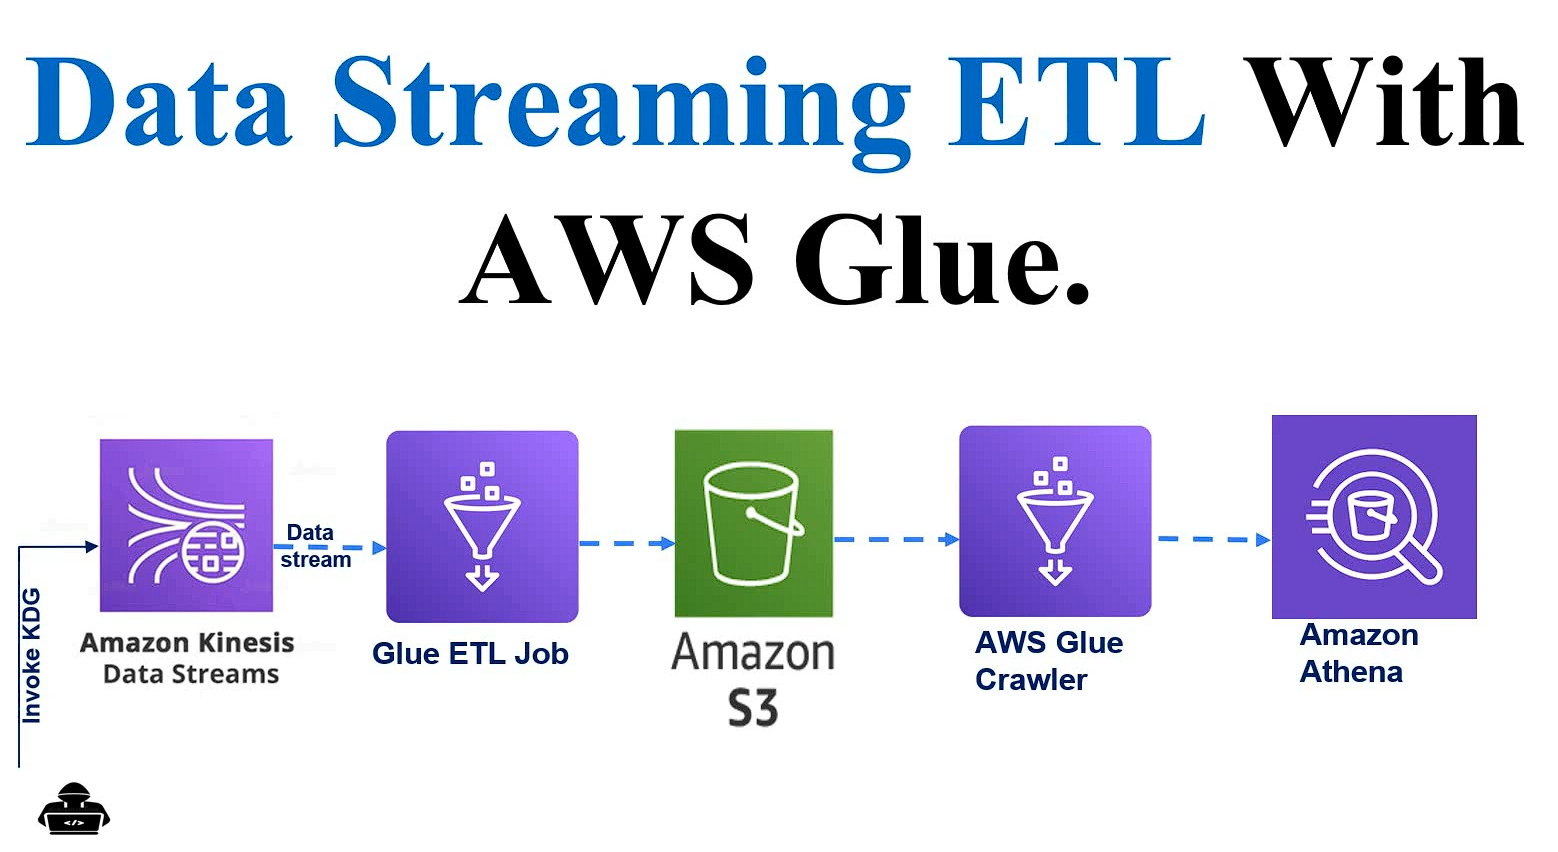 Data Streaming ETL With
AWS Glue.
Data
stream
Invoke KDG
Amazon Kinesis
Data Streams
Glue ETL Job
Amazon
S3
AWS Glue
Crawler
Amazon
Athena
</>